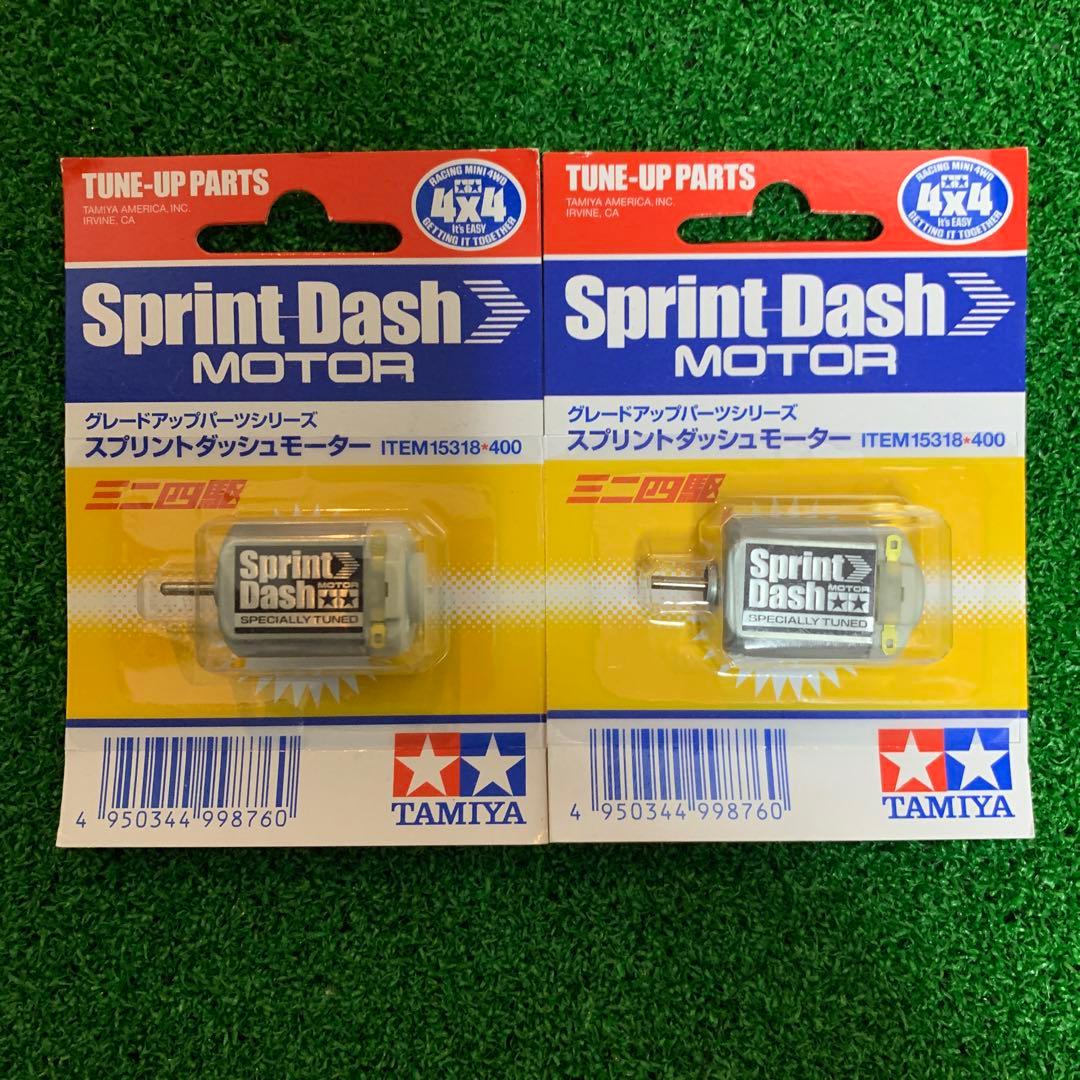 TUNE-UP PARTS
TAMIYA AMERICA, INC.
IRVINE, CA
RACING MINI 4WD
4x4
It's EASY
GETTING IT TOGETHER
Sprint Dash
MOTOR
グレードアップパーツシリーズ
スプリントダッシュモーター ITEM15318*400
ミニ四駆
Sprint
Dash MOTOR
SPECIALLY TUNED
4 950344 998760
TAMIYA
TUNE-UP PARTS
TAMIYA AMERICA, INC.
IRVINE, CA
RACING MINI 4WD
4x4
It's EASY
GETTING IT TOGETHER
Sprint Dash
MOTOR
グレードアップパーツシリーズ
スプリントダッシュモーター ITEM15318*400
ミニ四駆
Sprint
Dash MOTOR
SPECIALLY TUNED
4 950344 998760
TAMIYA